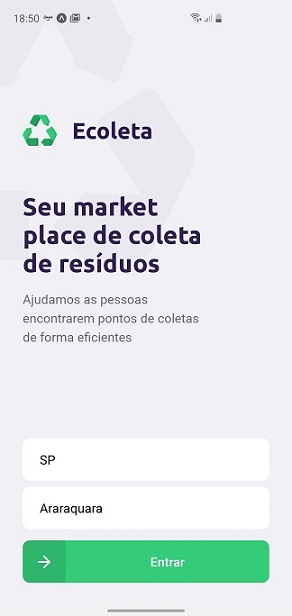 18:50
Ecoleta
Seu market
place de coleta
de resíduos
Ajudamos as pessoas
encontrarem pontos de coletas
de forma eficientes
SP
Araraquara
Entrar